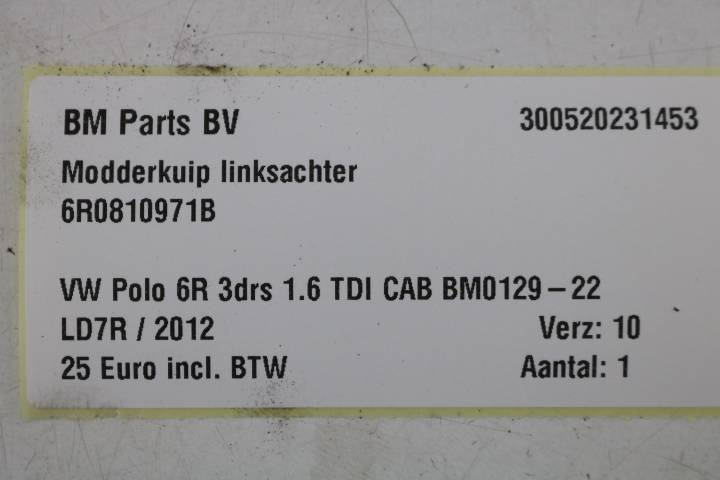 BM Parts BV 300520231453
Modderkuip linksachter
6R0810971B
VW Polo 6R 3drs 1.6 TDI CAB BM0129-22
LD7R / 2012 Verz: 10
25 Euro incl. BTW Aantal: 1